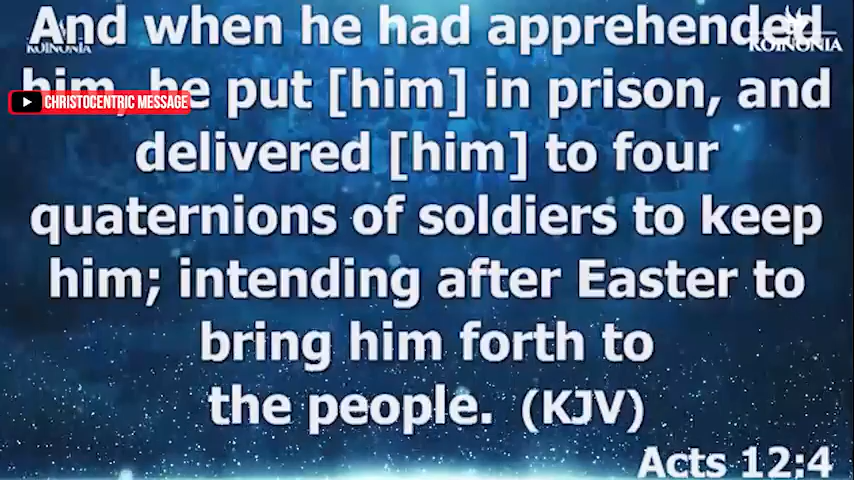 And when he had apprehended
KOINONIA
KOINONIA
him, he put [him] in prison, and
CHRISTOCENTRIC MESSAGE
delivered [him] to four
quaternions of soldiers to keep
him; intending after Easter to
bring him forth to
the people. (KJV)
Acts 12:4